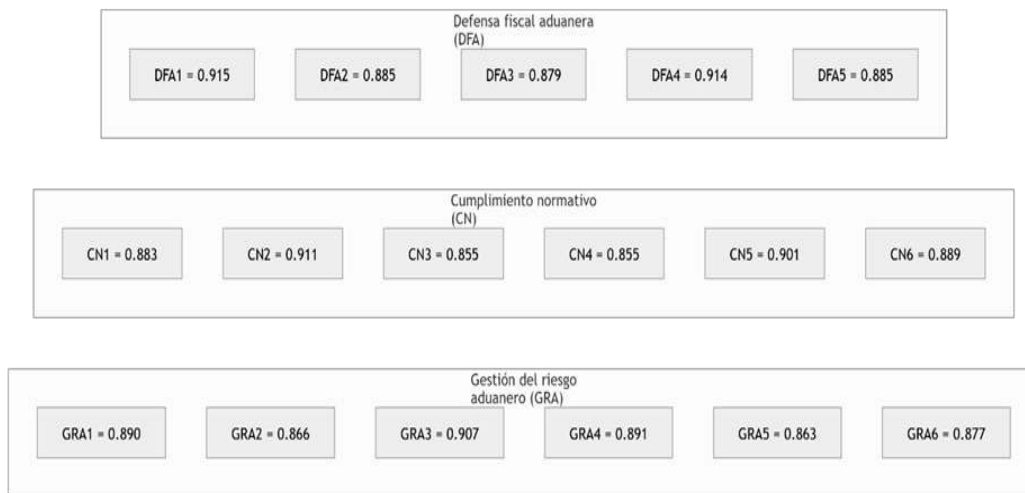 Defensa fiscal aduanera
(DFA)
DFA1 = 0.915
DFA2 = 0.885
DFA3 = 0.879
DFA4 = 0.914
DFA5 = 0.885
Cumplimiento normativo
(CN)
CN1 = 0.883
CN2 = 0.911
CN3 = 0.855
CN4 = 0.855
CN5 = 0.901
CN6 = 0.889
Gestión del riesgo
aduanero (GRA)
GRA1 = 0.890
GRA2 = 0.866
GRA3 = 0.907
GRA4 = 0.891
GRA5 = 0.863
GRA6 = 0.877